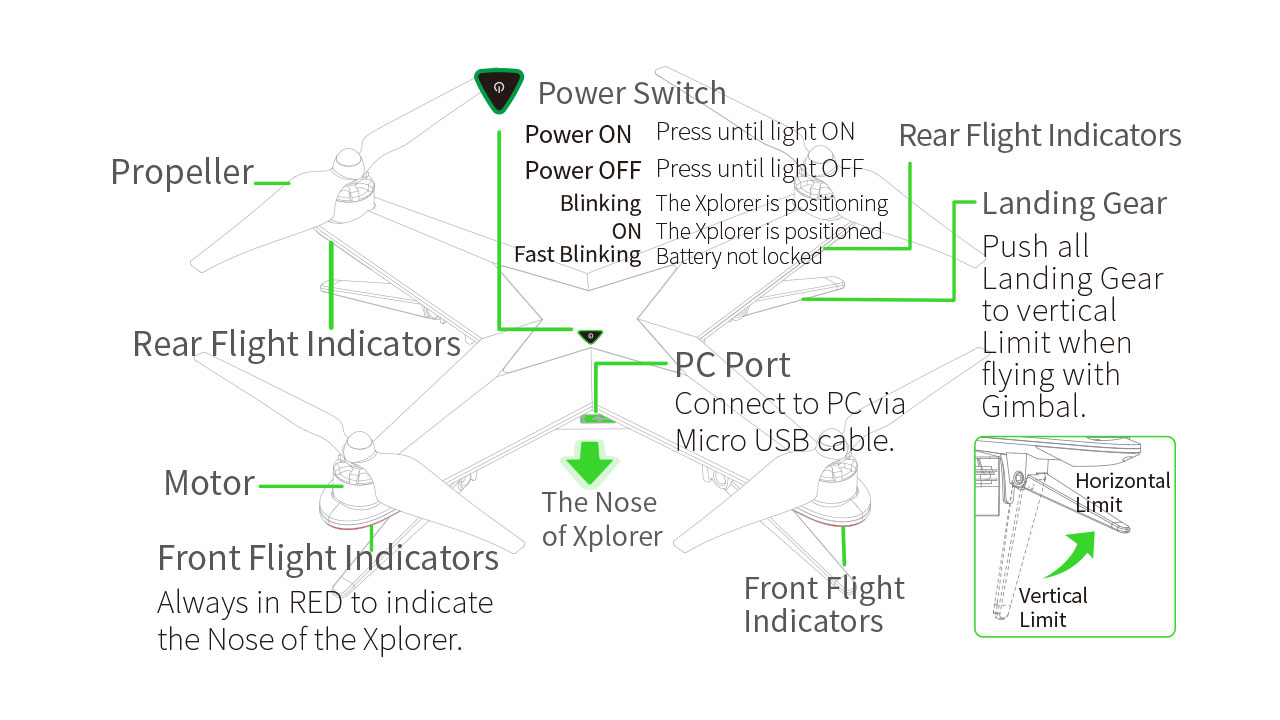 Power Switch
Power ON Press until light ON
Power OFF Press until light OFF
Blinking The Xplorer is positioning
ON The Xplorer is positioned
Fast Blinking Battery not locked
Propeller
Rear Flight Indicators
Rear Flight Indicators
Landing Gear
Push all
Landing Gear
to vertical
Limit when
flying with
Gimbal.
PC Port
Connect to PC via
Micro USB cable.
Motor
The Nose
of Xplorer
Front Flight Indicators
Always in RED to indicate
the Nose of the Xplorer.
Front Flight
Indicators
Horizontal
Limit
Vertical
Limit